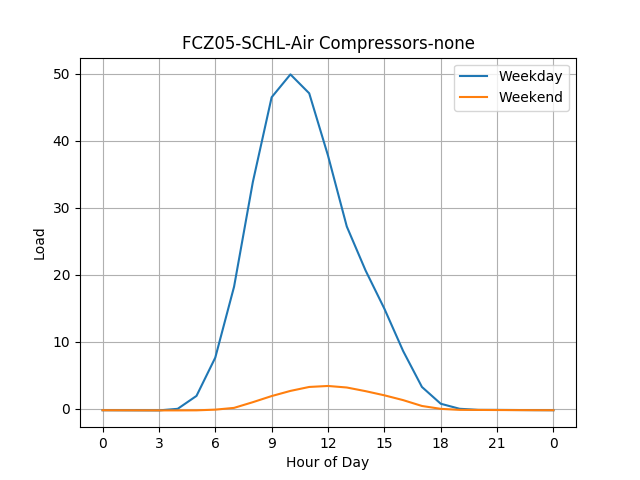 FCZ05-SCHL-Air Compressors-none
Weekday
Weekend
50
40
30
20
10
0
Load
0 3 6 9 12 15 18 21 0
Hour of Day